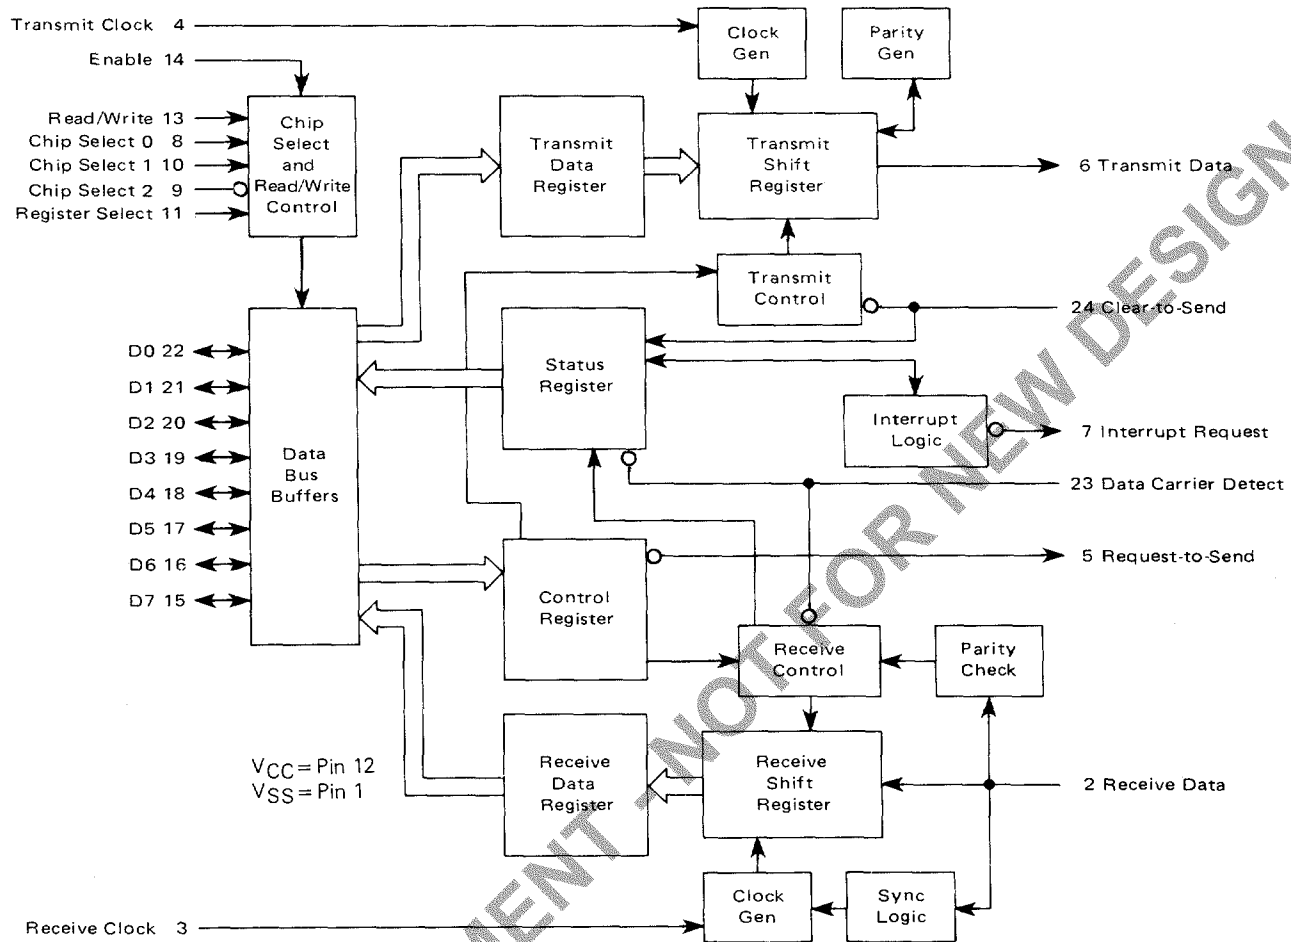 Transmit Clock 4
Enable 14
Read/Write 13
Chip Select 0 8
Chip Select 1 10
Chip Select 2 9
Register Select 11
Chip
Select
and
Read/Write
Control
Clock
Gen
Parity
Gen
Transmit
Data
Register
Transmit
Shift
Register
6 Transmit Data
Transmit
Control
24 Clear-to-Send
D0 22
D1 21
D2 20
D3 19
D4 18
D5 17
D6 16
D7 15
Data
Bus
Buffers
Status
Register
Interrupt
Logic
7 Interrupt Request
23 Data Carrier Detect
5 Request-to-Send
Control
Register
Receive
Control
Parity
Check
VCC = Pin 12
VSS = Pin 1
Receive
Data
Register
Receive
Shift
Register
2 Receive Data
Clock
Gen
Sync
Logic
Receive Clock 3
MENT - NOT FOR NEW DESIGN